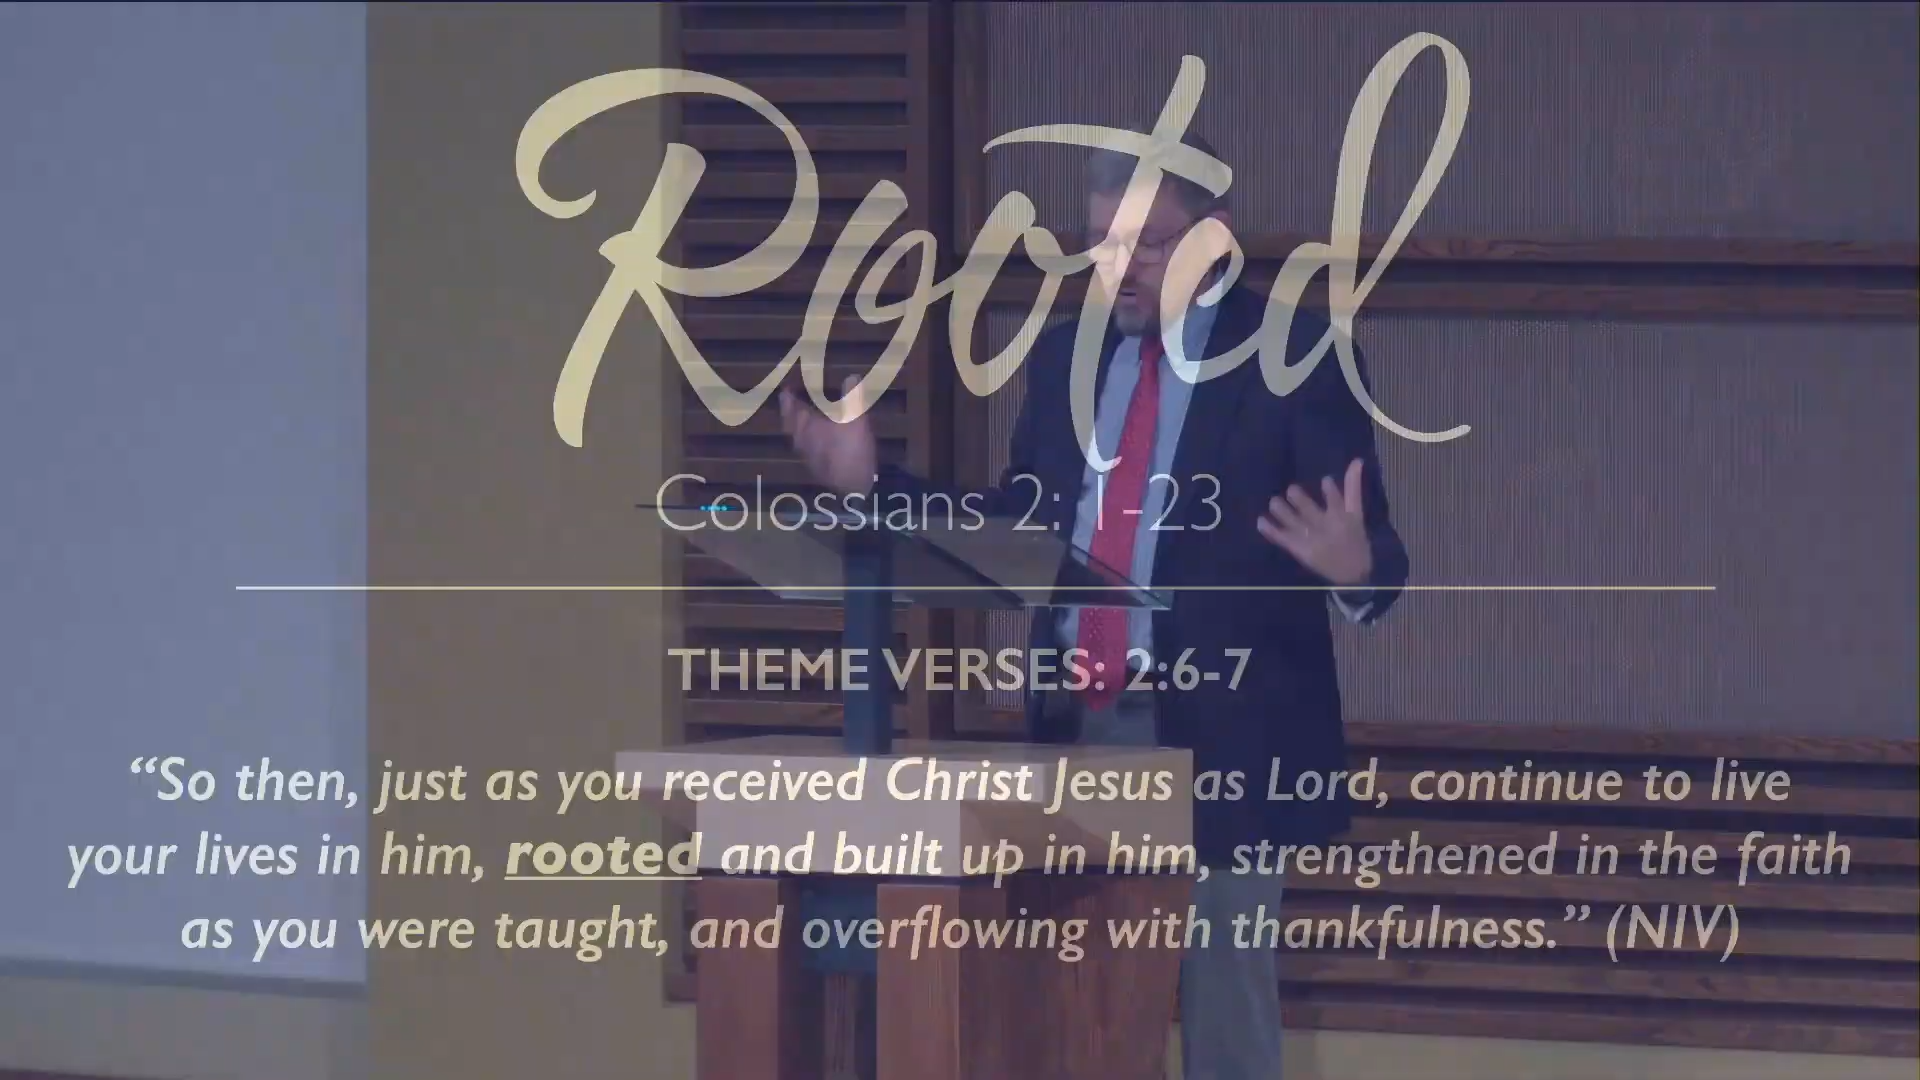 Rooted
Colossians 2: 1-23
THEME VERSES: 2:6-7
“So then, just as you received Christ Jesus as Lord, continue to live
your lives in him, rooted and built up in him, strengthened in the faith
as you were taught, and overflowing with thankfulness.” (NIV)